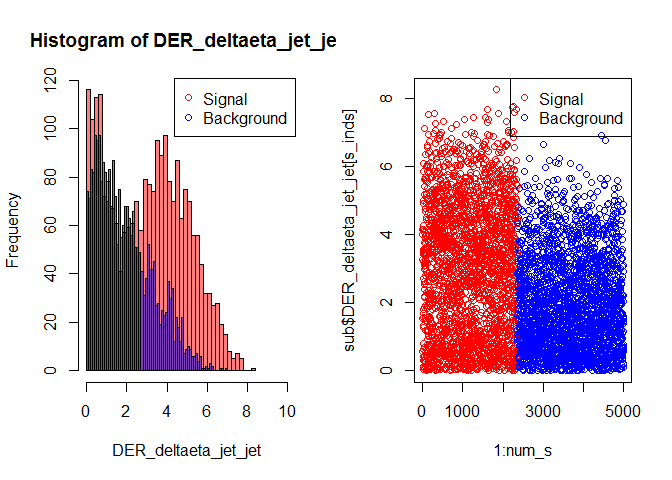 Histogram of DER_deltaeta_jet_je
Frequency
120
100
80
60
40
20
0
Signal
Background
0 2 4 6 8 10
DER_deltaeta_jet_jet
sub$DER_deltaeta_jet_jet[s_inds]
8
6
4
2
0
Signal
Background
0 1000 3000 5000
1:num_s